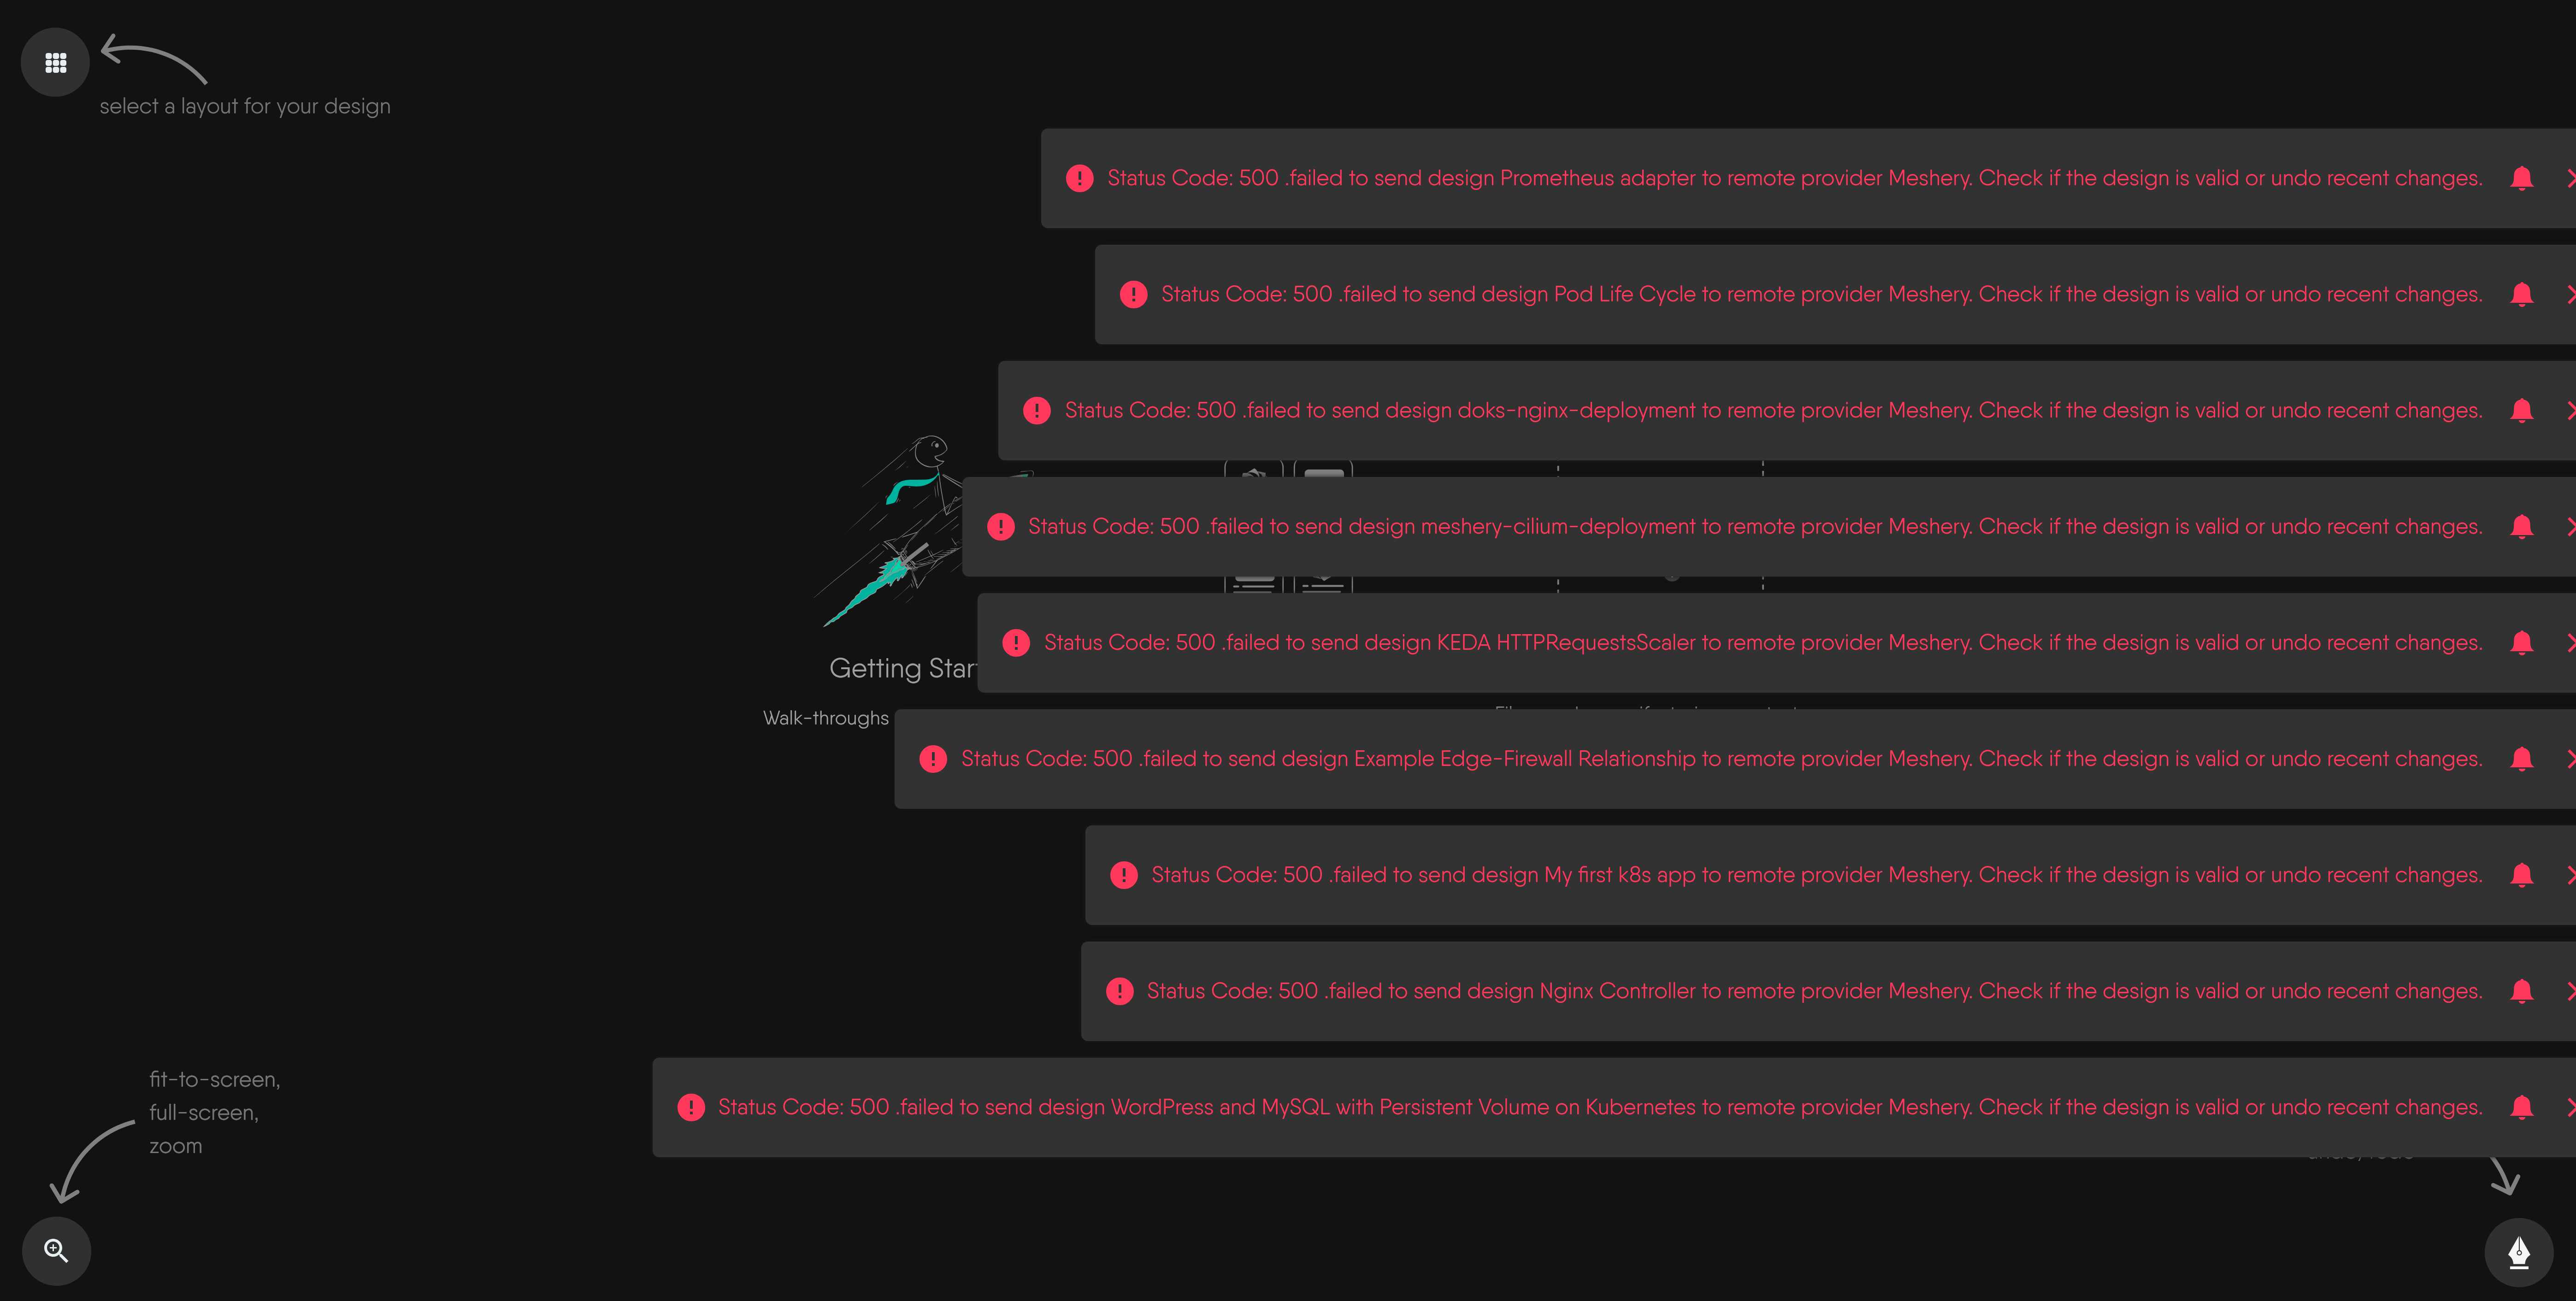 select a layout for your design
Status Code: 500 .failed to send design Prometheus adapter to remote provider Meshery. Check if the design is valid or undo recent changes.
Status Code: 500 .failed to send design Pod Life Cycle to remote provider Meshery. Check if the design is valid or undo recent changes.
Status Code: 500 .failed to send design doks-nginx-deployment to remote provider Meshery. Check if the design is valid or undo recent changes.
Status Code: 500 .failed to send design meshery-cilium-deployment to remote provider Meshery. Check if the design is valid or undo recent changes.
Status Code: 500 .failed to send design KEDA HTTPRequestsScaler to remote provider Meshery. Check if the design is valid or undo recent changes.
Getting Star
Walk-throughs
Status Code: 500 .failed to send design Example Edge-Firewall Relationship to remote provider Meshery. Check if the design is valid or undo recent changes.
Status Code: 500 .failed to send design My first k8s app to remote provider Meshery. Check if the design is valid or undo recent changes.
Status Code: 500 .failed to send design Nginx Controller to remote provider Meshery. Check if the design is valid or undo recent changes.
Status Code: 500 .failed to send design WordPress and MySQL with Persistent Volume on Kubernetes to remote provider Meshery. Check if the design is valid or undo recent changes.
fit-to-screen,
full-screen,
zoom